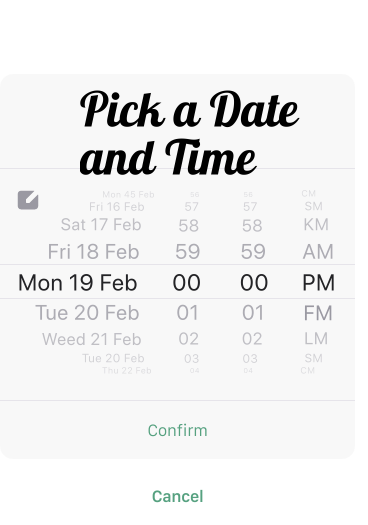 Pick a Date
and Time
Mon 45 Feb 56 56 CM
Fri 16 Feb 57 57 SM
Sat 17 Feb 58 58 KM
Fri 18 Feb 59 59 AM
Mon 19 Feb 00 00 PM
Tue 20 Feb 01 01 FM
Weed 21 Feb 02 02 LM
Tue 20 Feb 03 03 SM
Thu 22 Feb 04 04 CM
Confirm
Cancel